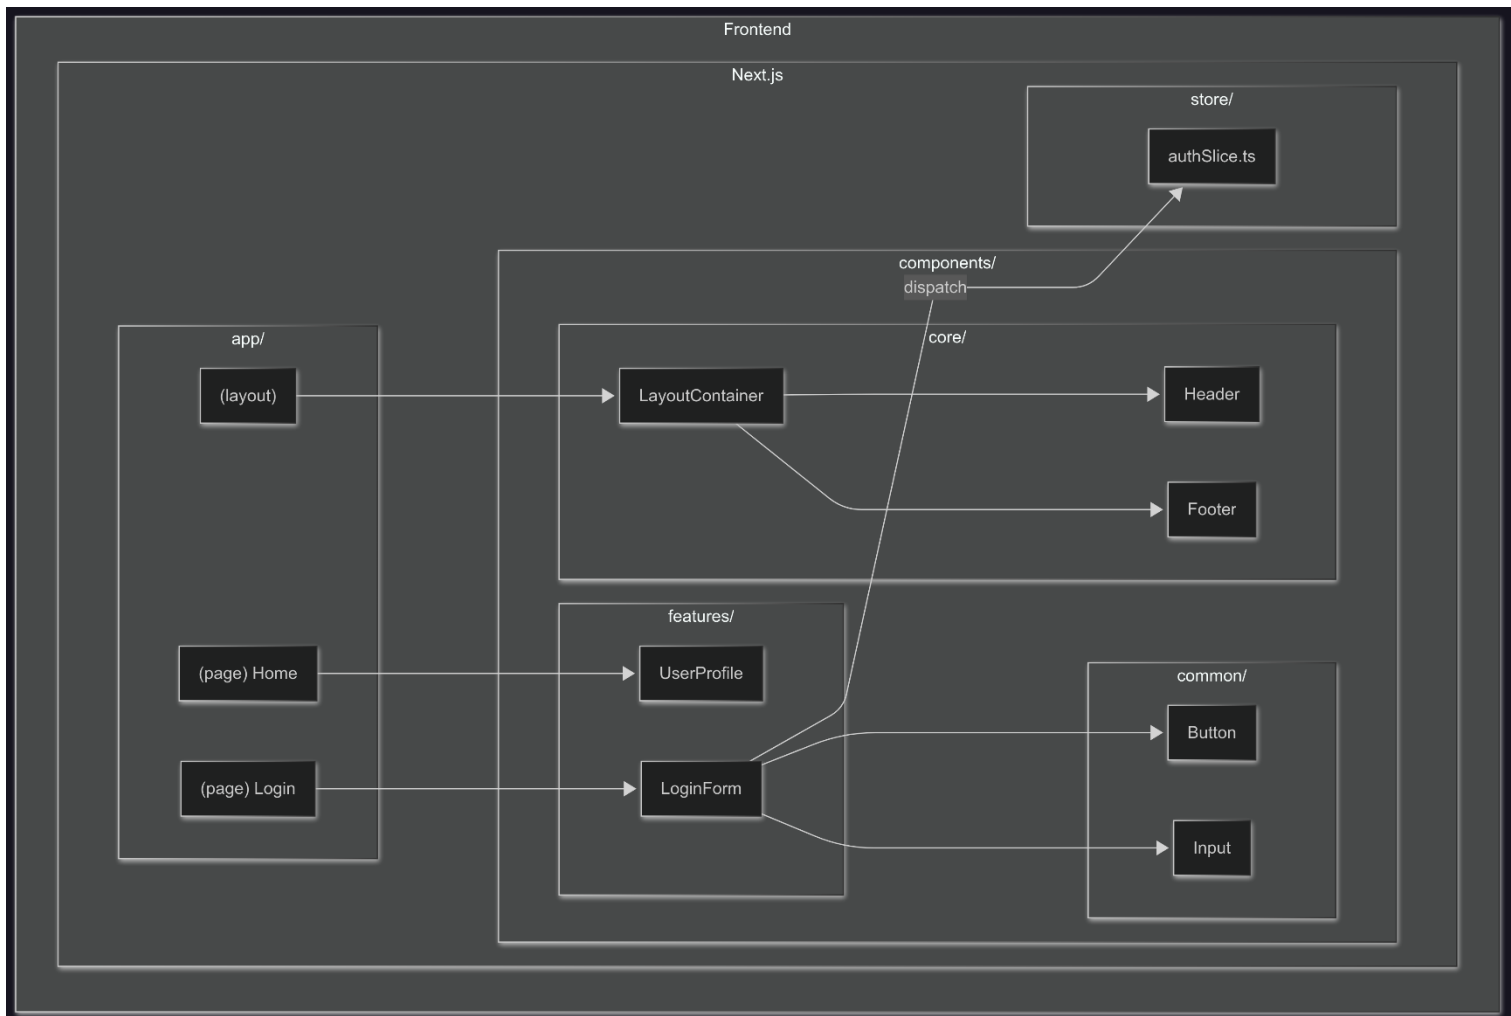 Frontend
Next.js
store/
authSlice.ts
components/
dispatch
app/
core/
(layout)
LayoutContainer
Header
Footer
features/
(page) Home
UserProfile
common/
Button
(page) Login
LoginForm
Input